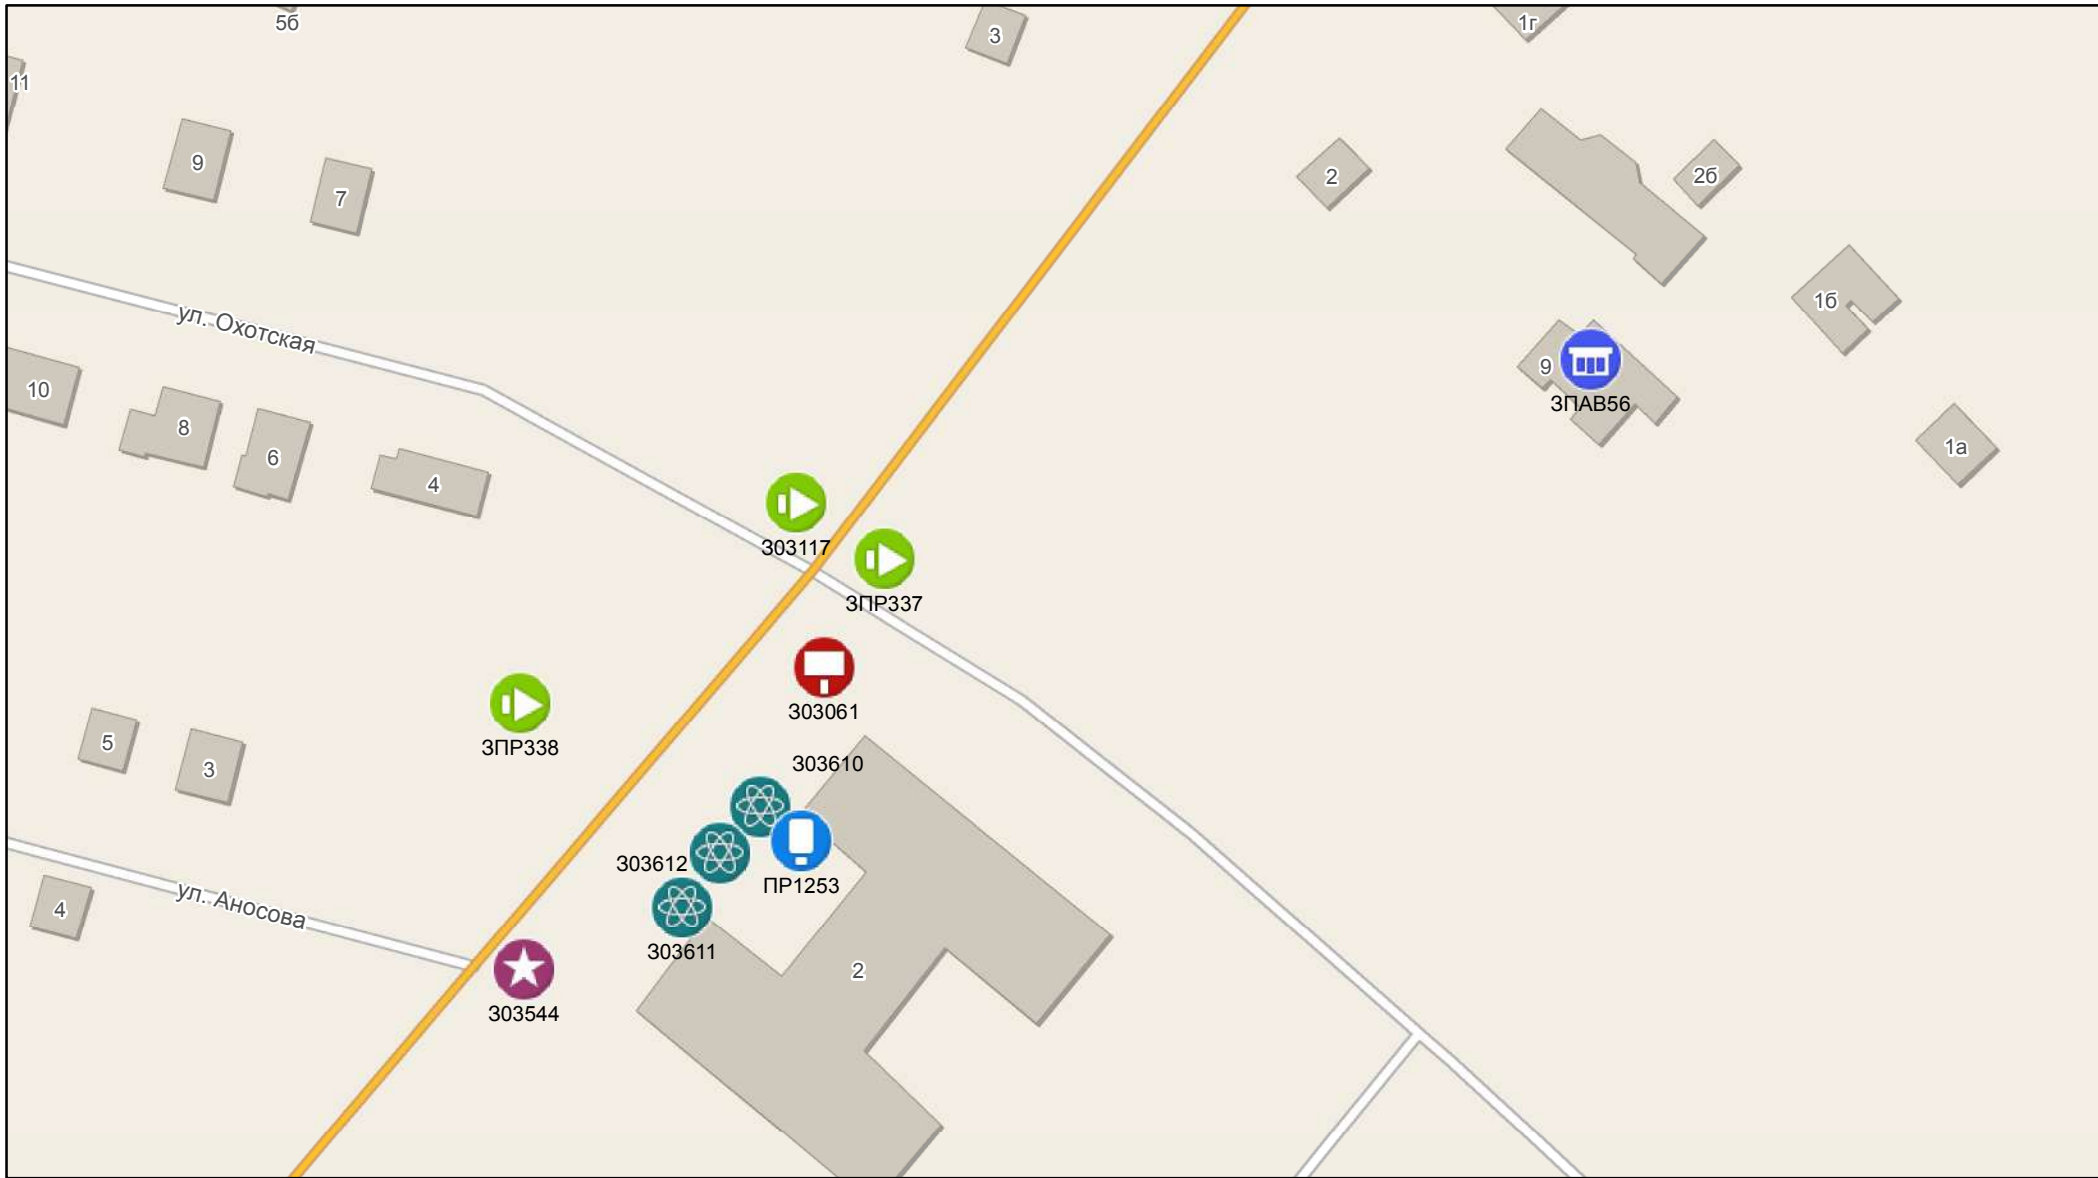 5б
3
1г
11
9
7
2
2б
ул. Охотская
1б
10
8
6
4
9
ЗПАВ56
1а
303117
ЗПР337
303061
ЗПР338
5
3
303610
303612
ПР1253
ул. Аносова
4
303611
2
303544